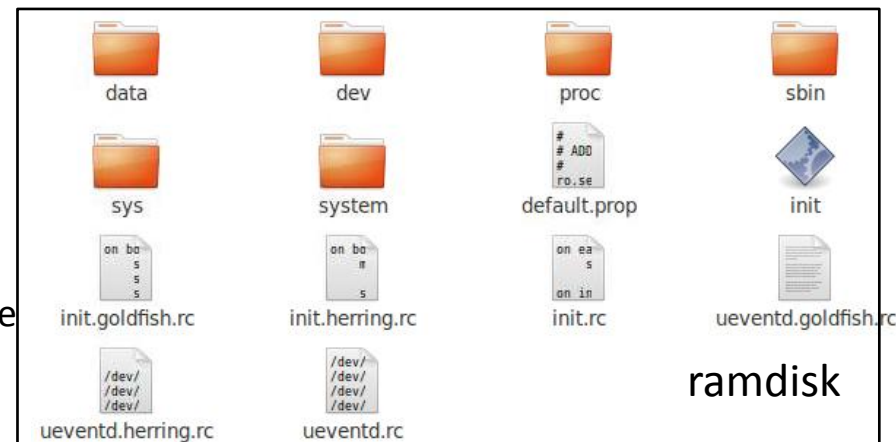 data dev proc sbin
# # ADD # ro.se
sys system default.prop init
on bo s s s
on bo m s
on ea s on in
e init.goldfish.rc init.herring.rc init.rc ueventd.goldfish.rc
/dev/ /dev/ /dev/
/dev/ /dev/ /dev/ /dev/
ramdisk
ueventd.herring.rc ueventd.rc